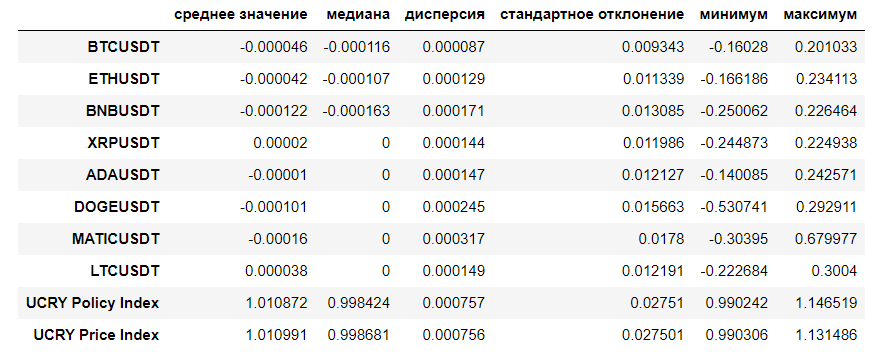 среднее значение медиана дисперсия стандартное отклонение минимум максимум
BTCUSDT -0.000046 -0.000116 0.000087 0.009343 -0.16028 0.201033
ETHUSDT -0.000042 -0.000107 0.000129 0.011339 -0.166186 0.234113
BNBUSDT -0.000122 -0.000163 0.000171 0.013085 -0.250062 0.226464
XRPUSDT 0.00002 0 0.000144 0.011986 -0.244873 0.224938
ADAUSDT -0.00001 0 0.000147 0.012127 -0.140085 0.242571
DOGEUSDT -0.000101 0 0.000245 0.015663 -0.530741 0.292911
MATICUSDT -0.00016 0 0.000317 0.0178 -0.30395 0.679977
LTCUSDT 0.000038 0 0.000149 0.012191 -0.222684 0.3004
UCRY Policy Index 1.010872 0.998424 0.000757 0.02751 0.990242 1.146519
UCRY Price Index 1.010991 0.998681 0.000756 0.027501 0.990306 1.131486